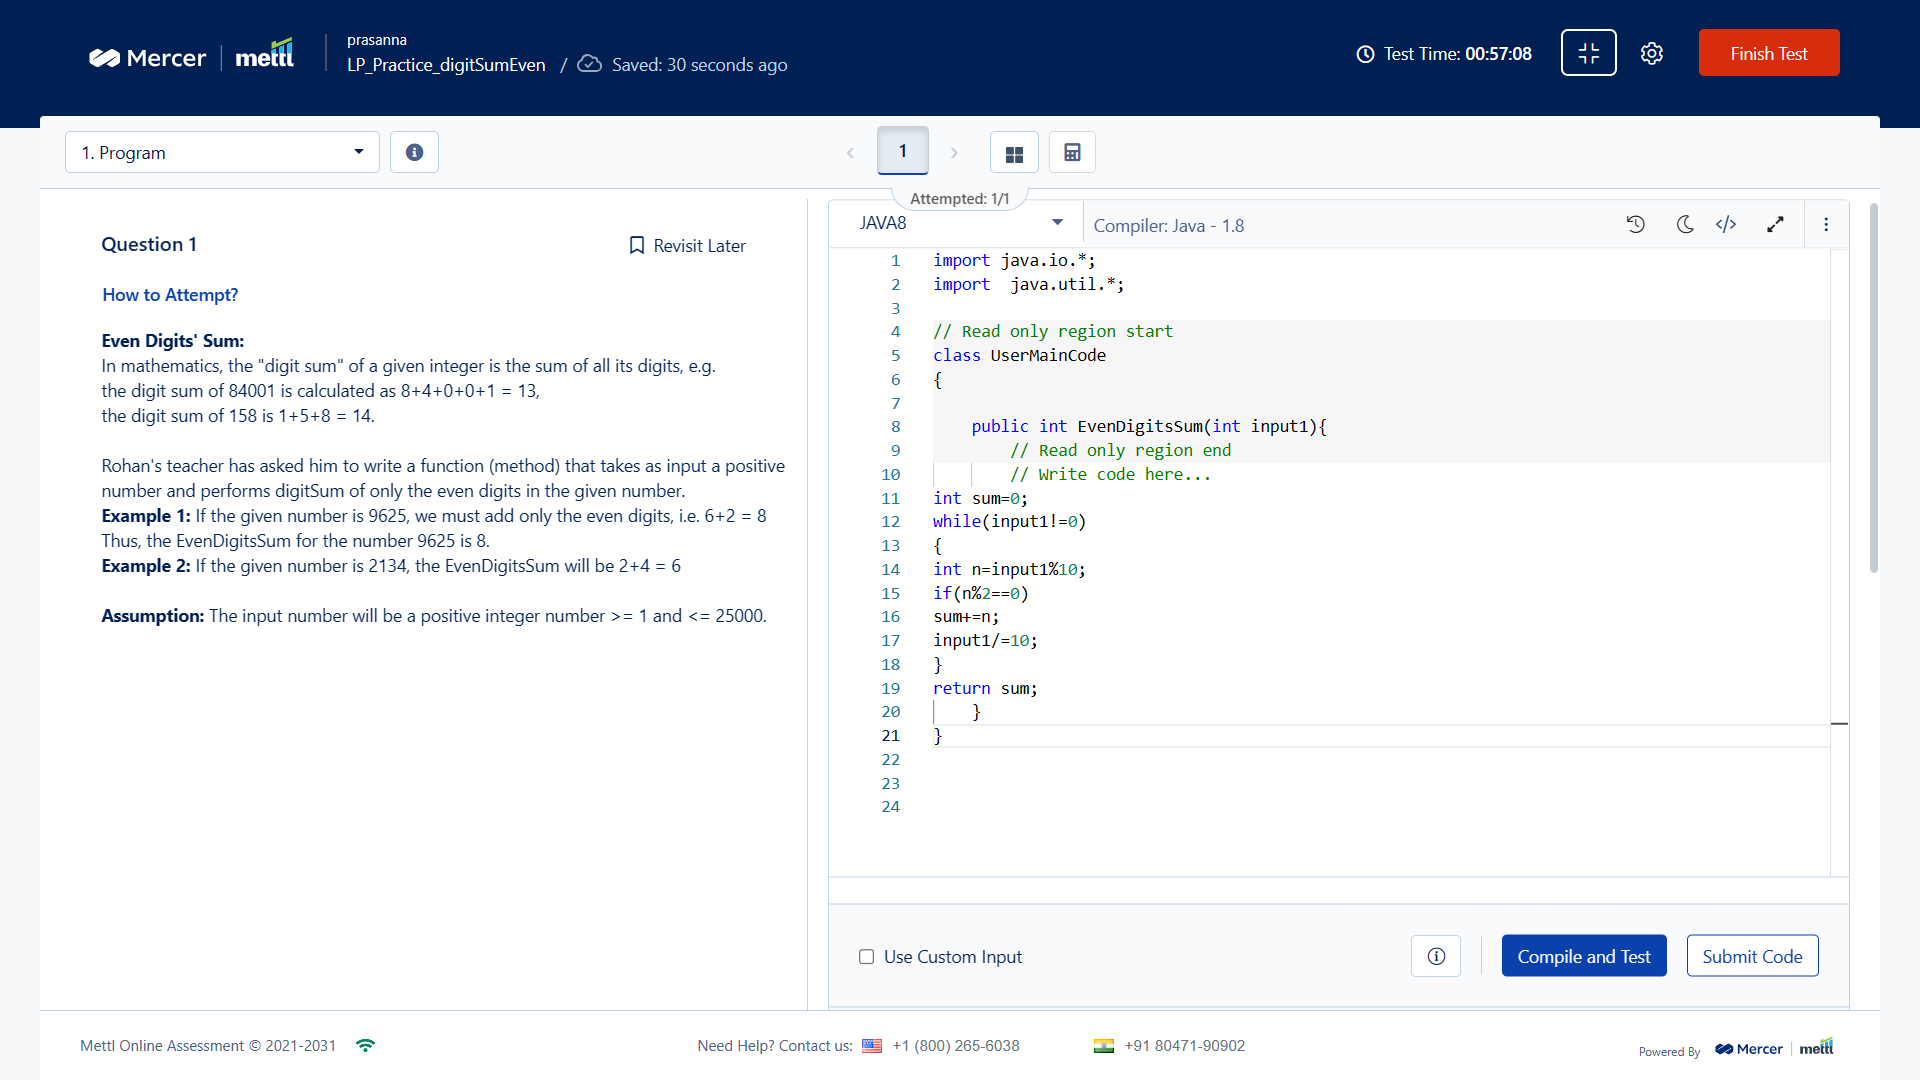 Mercer | mettl
prasanna
LP_Practice_digitSumEven / Saved: 30 seconds ago
Test Time: 00:57:08
Finish Test
1. Program
1
Attempted: 1/1
Question 1
Revisit Later
How to Attempt?
Even Digits' Sum:
In mathematics, the "digit sum" of a given integer is the sum of all its digits, e.g.
the digit sum of 84001 is calculated as 8+4+0+0+1 = 13,
the digit sum of 158 is 1+5+8 = 14.
Rohan's teacher has asked him to write a function (method) that takes as input a positive
number and performs digitSum of only the even digits in the given number.
Example 1: If the given number is 9625, we must add only the even digits, i.e. 6+2 = 8
Thus, the EvenDigitsSum for the number 9625 is 8.
Example 2: If the given number is 2134, the EvenDigitsSum will be 2+4 = 6
Assumption: The input number will be a positive integer number >= 1 and <= 25000.
JAVA8
Compiler: Java - 1.8
1 import java.io.*;
2 import  java.util.*;
3
4 // Read only region start
5 class UserMainCode
6 {
7
8     public int EvenDigitsSum(int input1){
9         // Read only region end
10         // Write code here...
11 int sum=0;
12 while(input1!=0)
13 {
14 int n=input1%10;
15 if(n%2==0)
16 sum+=n;
17 input1/=10;
18 }
19 return sum;
20     }
21 }
22
23
24
Use Custom Input
Compile and Test
Submit Code
Mettl Online Assessment © 2021-2031
Need Help? Contact us: +1 (800) 265-6038
+91 80471-90902
Powered By Mercer | mettl